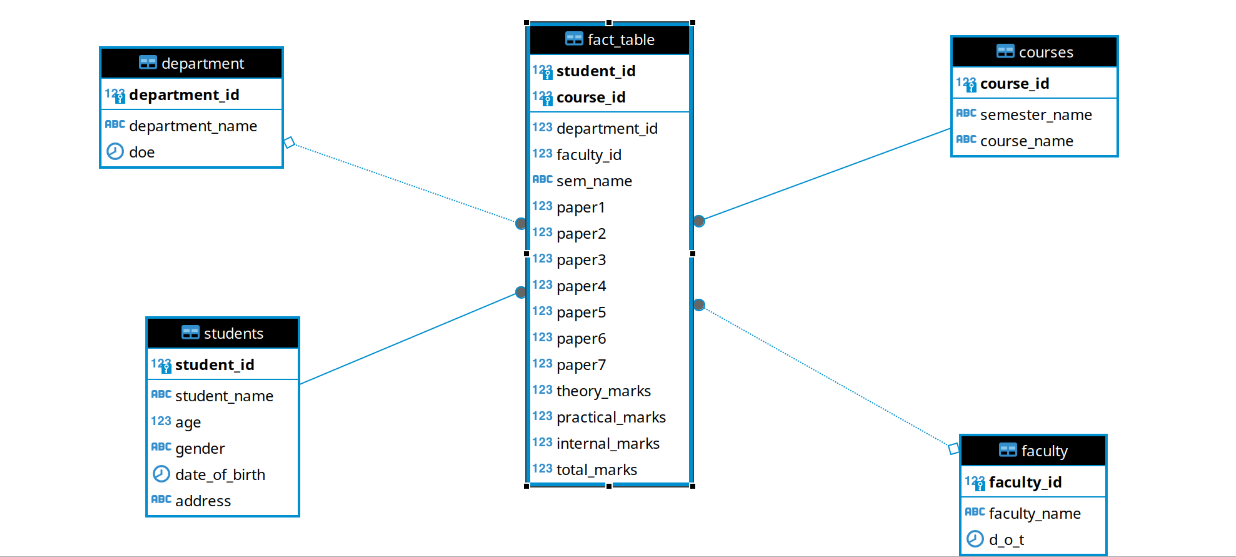 department
department_id
department_name
doe
fact_table
student_id
course_id
department_id
faculty_id
sem_name
paper1
paper2
paper3
paper4
paper5
paper6
paper7
theory_marks
practical_marks
internal_marks
total_marks
courses
course_id
semester_name
course_name
students
student_id
student_name
age
gender
date_of_birth
address
faculty
faculty_id
faculty_name
d_o_t